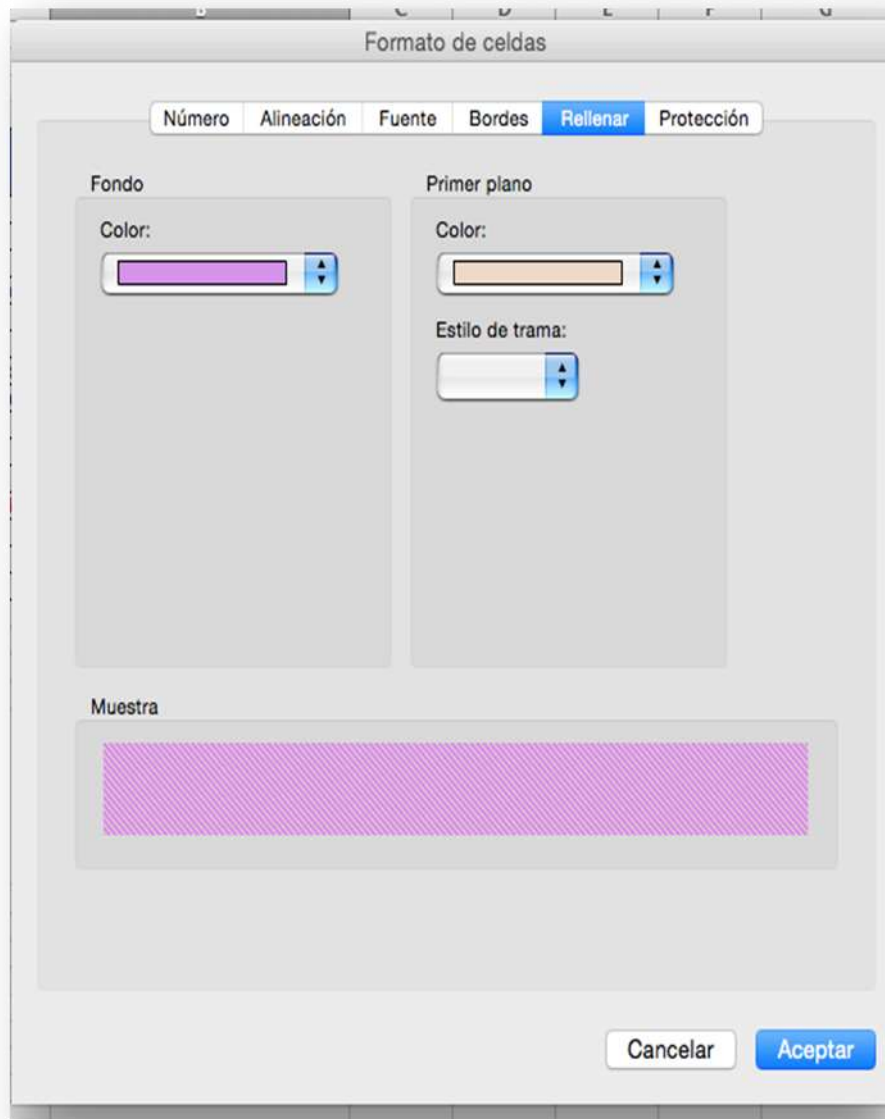 B C D E F G
Formato de celdas
Número Alineación Fuente Bordes Rellenar Protección
Fondo
Color:
Primer plano
Color:
Estilo de trama:
Muestra
Cancelar Aceptar